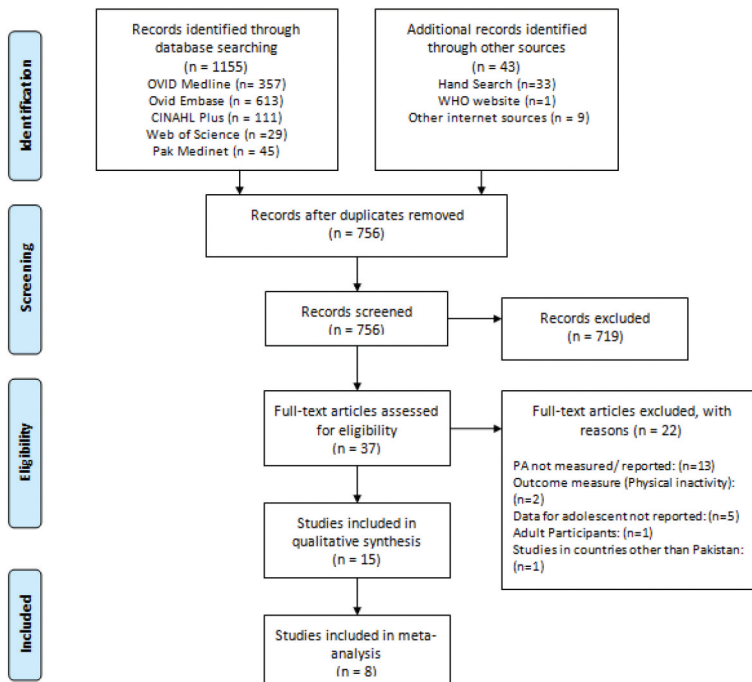 Identification
Records identified through
database searching
(n = 1155)
OVID Medline (n= 357)
Ovid Embase (n = 613)
CINAHL Plus (n = 111)
Web of Science (n =29)
Pak Medinet (n = 45)
Additional records identified
through other sources
(n = 43)
Hand Search (n=33)
WHO website (n=1)
Other internet sources (n = 9)
Screening
Records after duplicates removed
(n = 756)
Records screened
(n = 756)
Records excluded
(n = 719)
Eligibility
Full-text articles assessed
for eligibility
(n = 37)
Full-text articles excluded, with
reasons (n = 22)
PA not measured/ reported: (n=13)
Outcome measure (Physical inactivity):
(n=2)
Data for adolescent not reported: (n=5)
Adult Participants: (n=1)
Studies in countries other than Pakistan:
(n=1)
Studies included in
qualitative synthesis
(n = 15)
Included
Studies included in meta-
analysis
(n = 8)